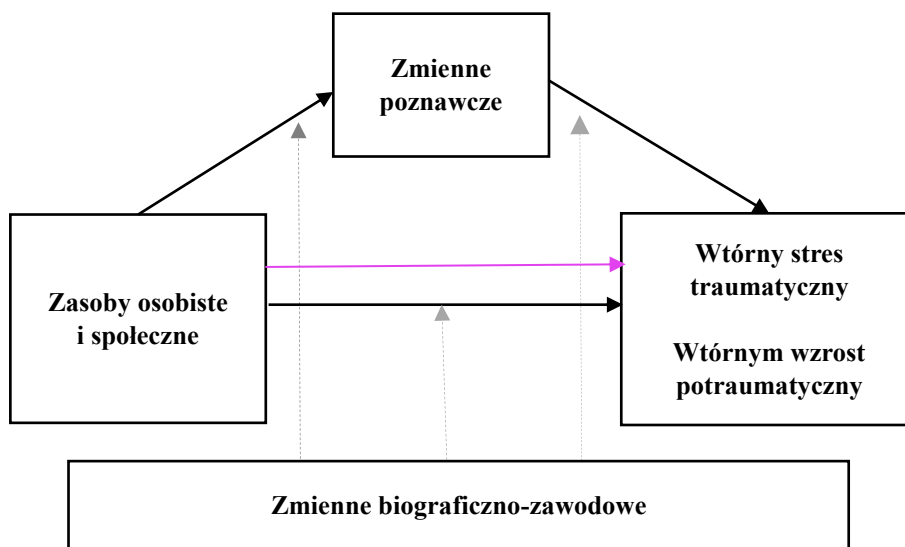 Zmienne
poznawcze
Zasoby osobiste
i społeczne
Wtórny stres
traumatyczny
Wtórnym wzrost
potraumatyczny
Zmienne biograficzno-zawodowe